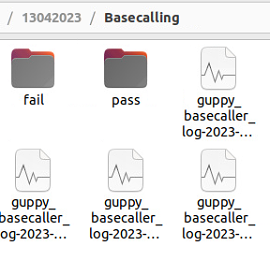 / 13042023 / Basecalling
fail
pass
guppy_
basecaller_
log-2023-...
guppy_
basecaller_
og-2023-...
guppy_
basecaller_
log-2023-...
guppy_
basecaller_
log-2023-...